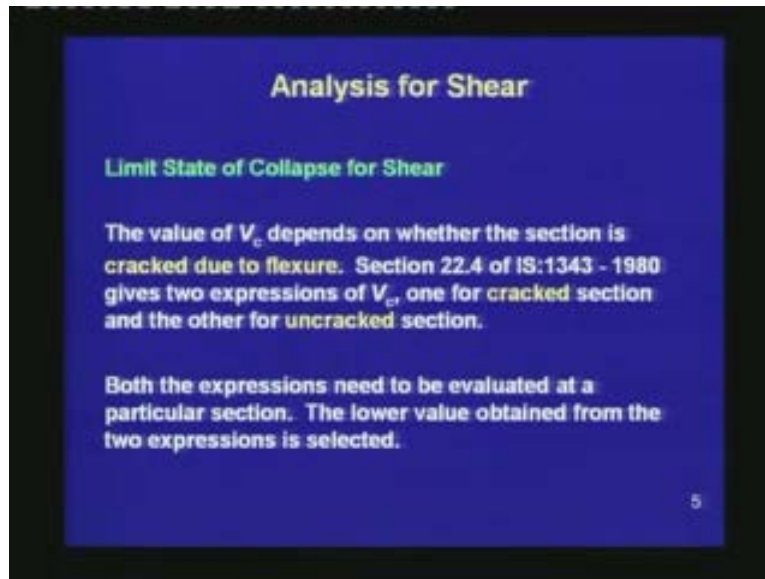 Analysis for Shear
Limit State of Collapse for Shear
The value of Vc depends on whether the section is
cracked due to flexure. Section 22.4 of IS:1343 - 1980
gives two expressions of Vc, one for cracked section
and the other for uncracked section.
Both the expressions need to be evaluated at a
particular section. The lower value obtained from the
two expressions is selected.
5